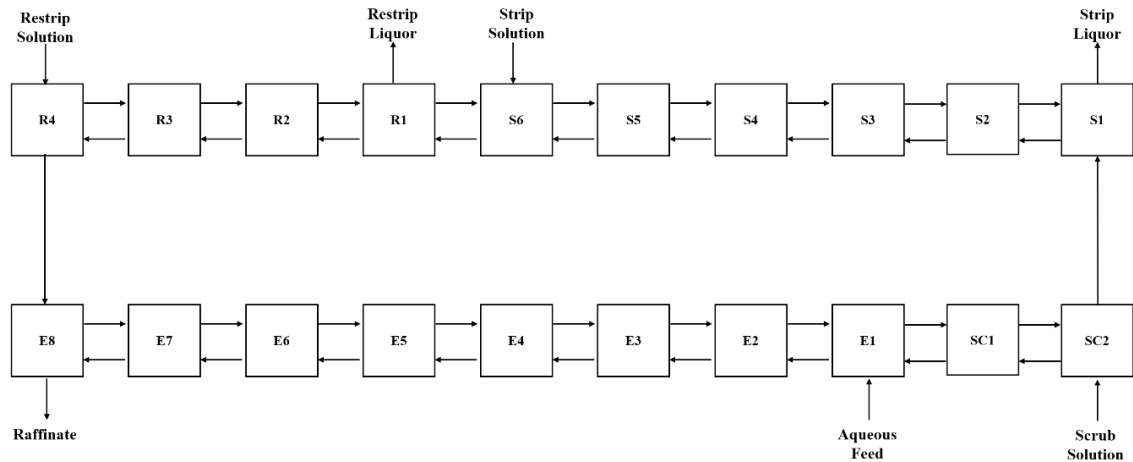 Restrip
Solution
Restrip
Liquor
Strip
Solution
Strip
Liquor
R4
R3
R2
R1
S6
S5
S4
S3
S2
S1
E8
E7
E6
E5
E4
E3
E2
E1
SC1
SC2
Raffinate
Aqueous
Feed
Scrub
Solution